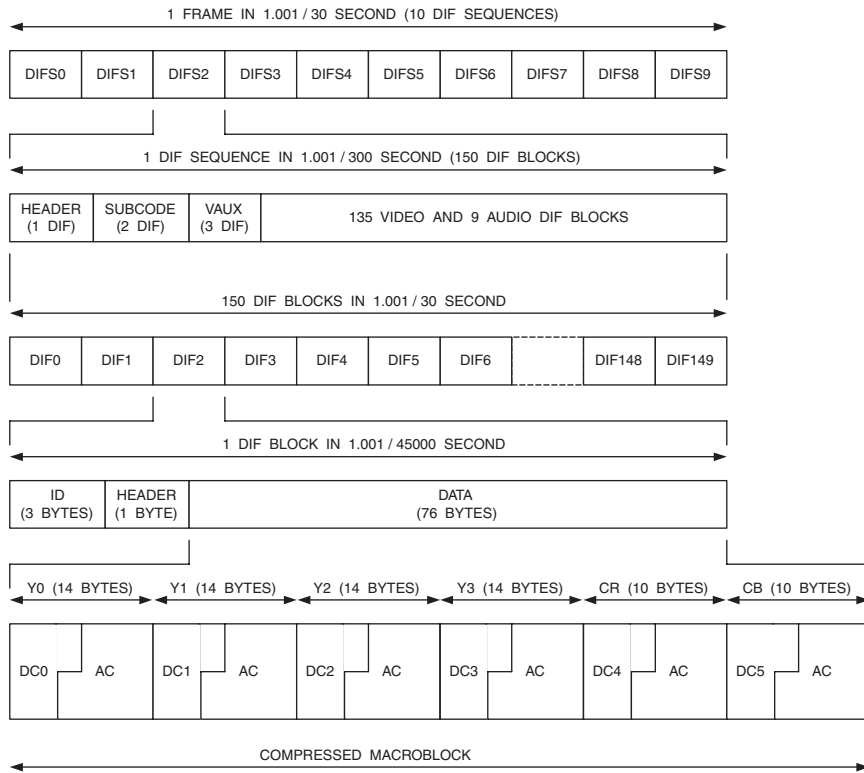 1 FRAME IN 1.001 / 30 SECOND (10 DIF SEQUENCES)
DIFS0 DIFS1 DIFS2 DIFS3 DIFS4 DIFS5 DIFS6 DIFS7 DIFS8 DIFS9
1 DIF SEQUENCE IN 1.001 / 300 SECOND (150 DIF BLOCKS)
HEADER (1 DIF) SUBCODE (2 DIF) VAUX (3 DIF) 135 VIDEO AND 9 AUDIO DIF BLOCKS
150 DIF BLOCKS IN 1.001 / 30 SECOND
DIF0 DIF1 DIF2 DIF3 DIF4 DIF5 DIF6 DIF148 DIF149
1 DIF BLOCK IN 1.001 / 45000 SECOND
ID (3 BYTES) HEADER (1 BYTE) DATA (76 BYTES)
Y0 (14 BYTES) Y1 (14 BYTES) Y2 (14 BYTES) Y3 (14 BYTES) CR (10 BYTES) CB (10 BYTES)
DC0 AC DC1 AC DC2 AC DC3 AC DC4 AC DC5 AC
COMPRESSED MACROBLOCK